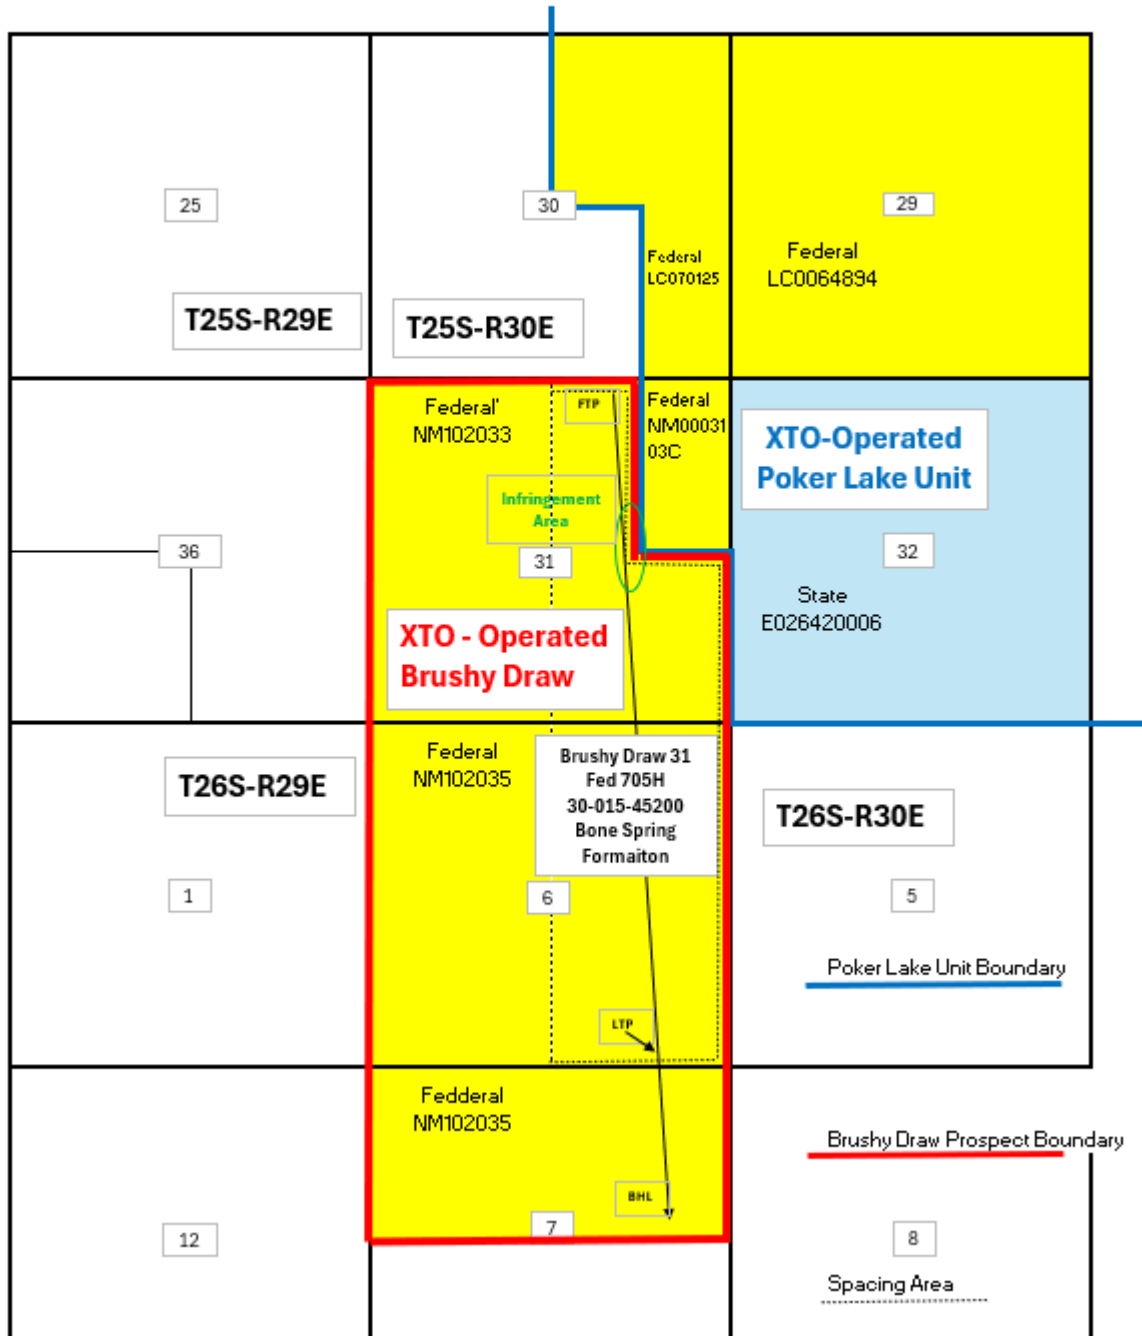 25
30
29
Federal
LC070125
Federal
LC0064894
T25S-R29E
T25S-R30E
Federal'
NM102033
FTP
Federal
NM00031
03C
XTO-Operated
Poker Lake Unit
Infringement
Area
36
31
32
State
E026420006
XTO - Operated
Brushy Draw
Federal
NM102035
Brushy Draw 31
Fed 705H
30-015-45200
Bone Spring
Formaiton
T26S-R29E
T26S-R30E
1
6
5
Poker Lake Unit Boundary
LTP
Fedderal
NM102035
Brushy Draw Prospect Boundary
BHL
12
7
8
Spacing Area